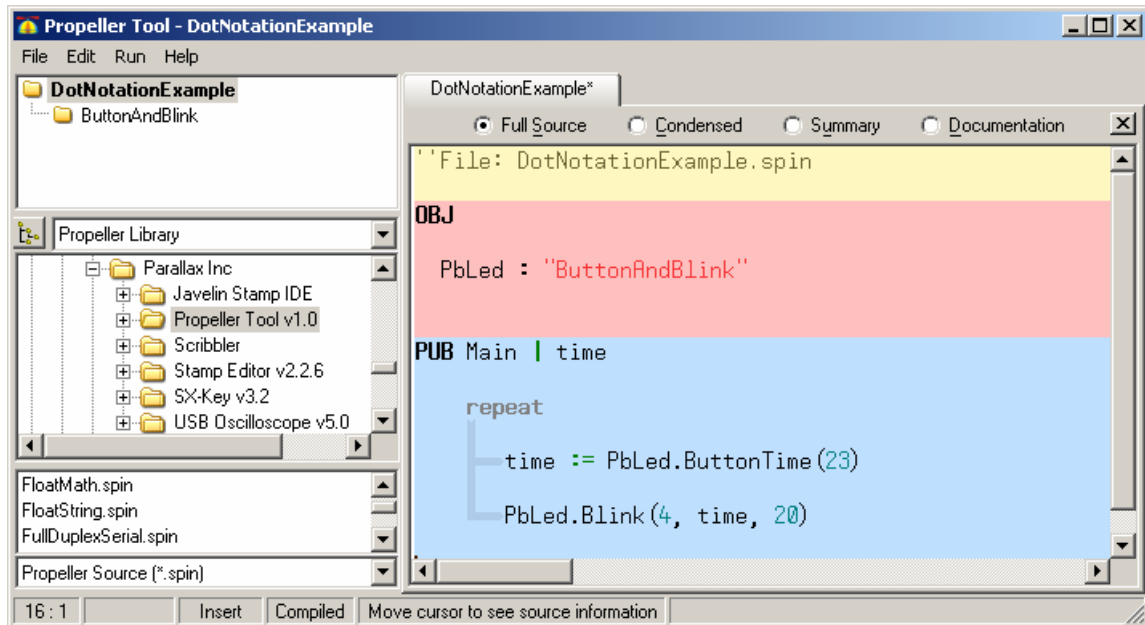 Propeller Tool - DotNotationExample
File Edit Run Help
DotNotationExample
ButtonAndBlink
Propeller Library
Parallax Inc
Javelin Stamp IDE
Propeller Tool v1.0
Scribbler
Stamp Editor v2.2.6
SX-Key v3.2
USB Oscilloscope v5.0
FloatMath.spin
FloatString.spin
FullDuplexSerial.spin
Propeller Source (*.spin)
DotNotationExample*
Full Source Condensed Summary Documentation
''File: DotNotationExample.spin
OBJ
PbLed : "ButtonAndBlink"
PUB Main | time
repeat
time := PbLed.ButtonTime(23)
PbLed.Blink(4, time, 20)
16 : 1 Insert Compiled Move cursor to see source information